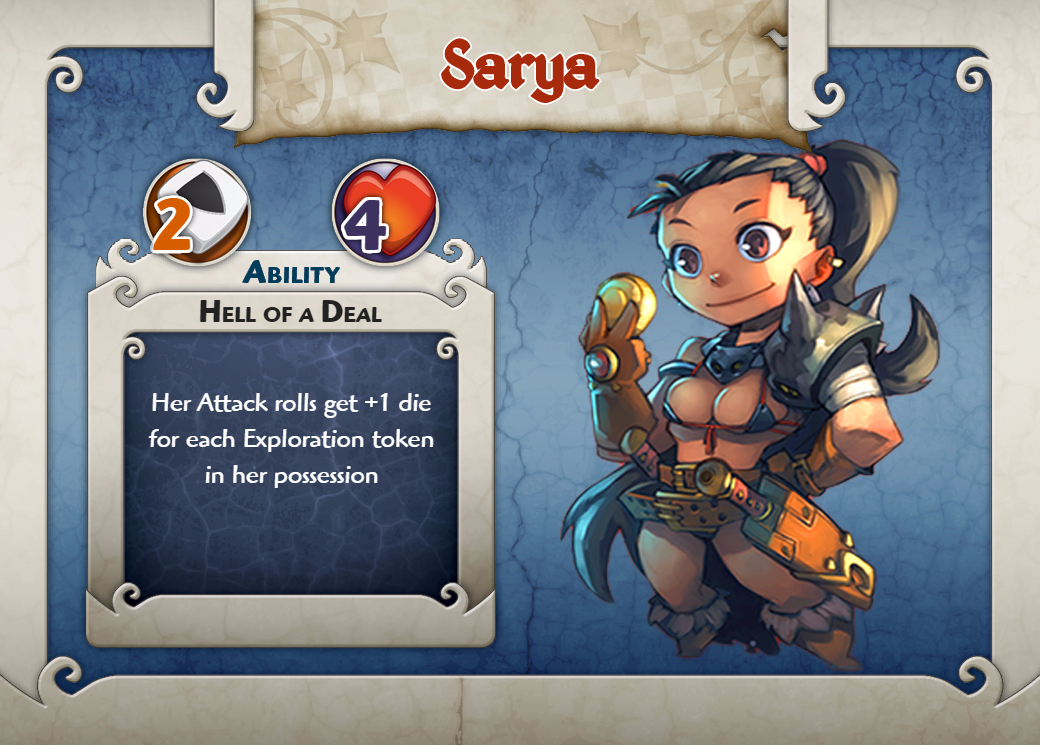 Sarya
2
4
Ability
Hell of a Deal
Her Attack rolls get +1 die
for each Exploration token
in her possession